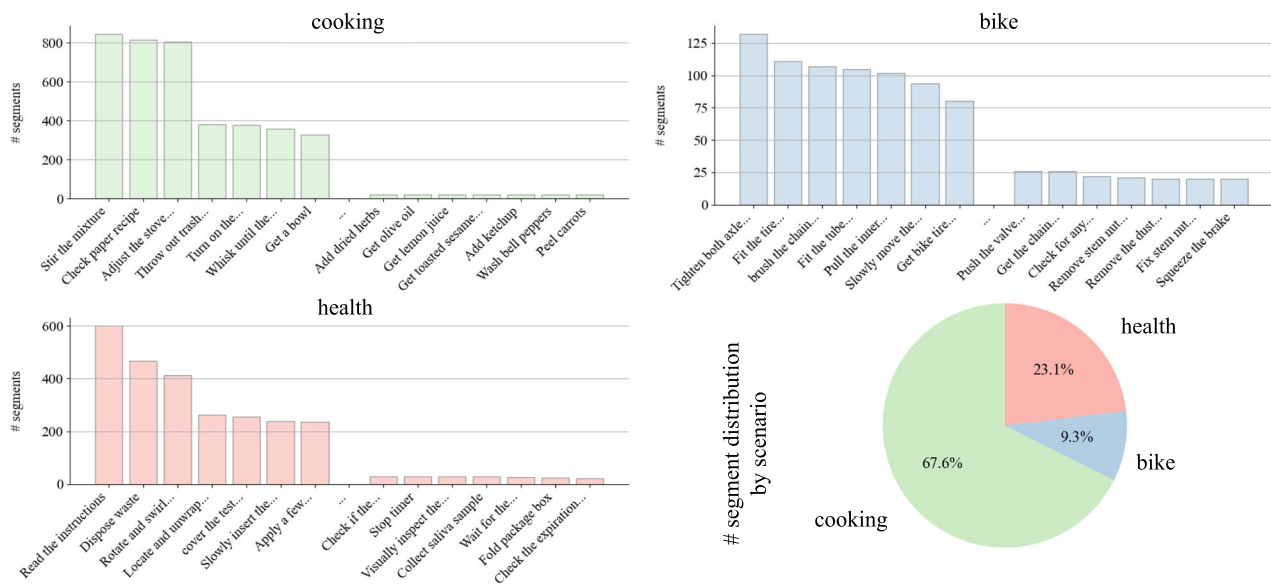 cooking
# segments
800
600
400
200
0
Stir the mixture
Check paper recipe
Adjust the stove...
Throw out trash...
Turn on the...
Whisk until the...
Get a bowl
...
Add dried herbs
Get olive oil
Get lemon juice
Get toasted sesame...
Add ketchup
Wash bell peppers
Peel carrots
bike
# segments
125
100
75
50
25
0
Tighten both axle...
Fit the tire...
brush the chain...
Fit the tube...
Pull the inner...
Slowly move the...
Get bike tire...
...
Push the valve...
Get the chain...
Check for any...
Remove stem nut...
Remove the dust...
Fix stem nut...
Squeeze the brake
health
# segments
600
400
200
0
Read the instructions
Dispose waste
Rotate and swirl...
Locate and unwrap...
cover the test...
Slowly insert the...
Apply a few...
...
Check if the...
Stop timer
Visually inspect the...
Collect saliva sample
Wait for the...
Fold package box
Check the expiration...
# segment distribution
by scenario
health
23.1%
9.3%
bike
67.6%
cooking